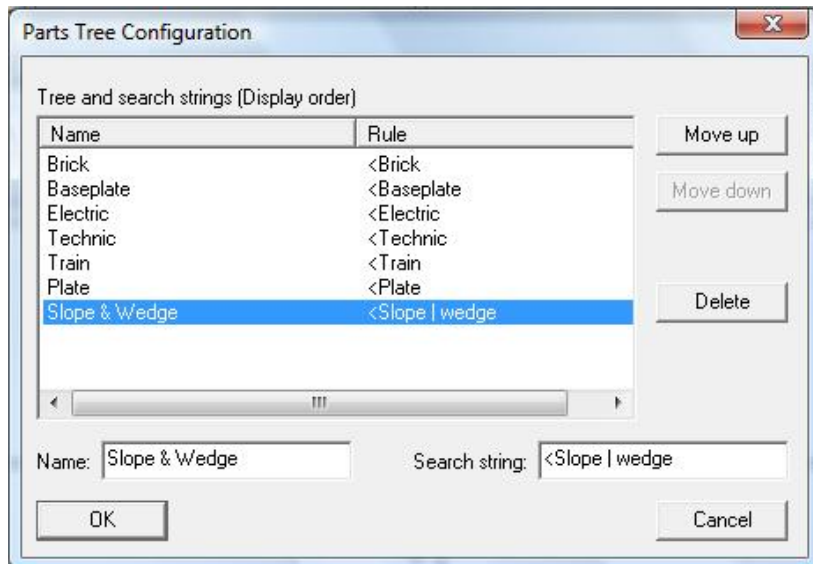 Parts Tree Configuration
Tree and search strings (Display order)
Name Rule
Brick <Brick
Baseplate <Baseplate
Electric <Electric
Technic <Technic
Train <Train
Plate <Plate
Slope & Wedge <Slope | wedge
Move up
Move down
Delete
Name: Slope & Wedge Search string: <Slope | wedge
OK Cancel